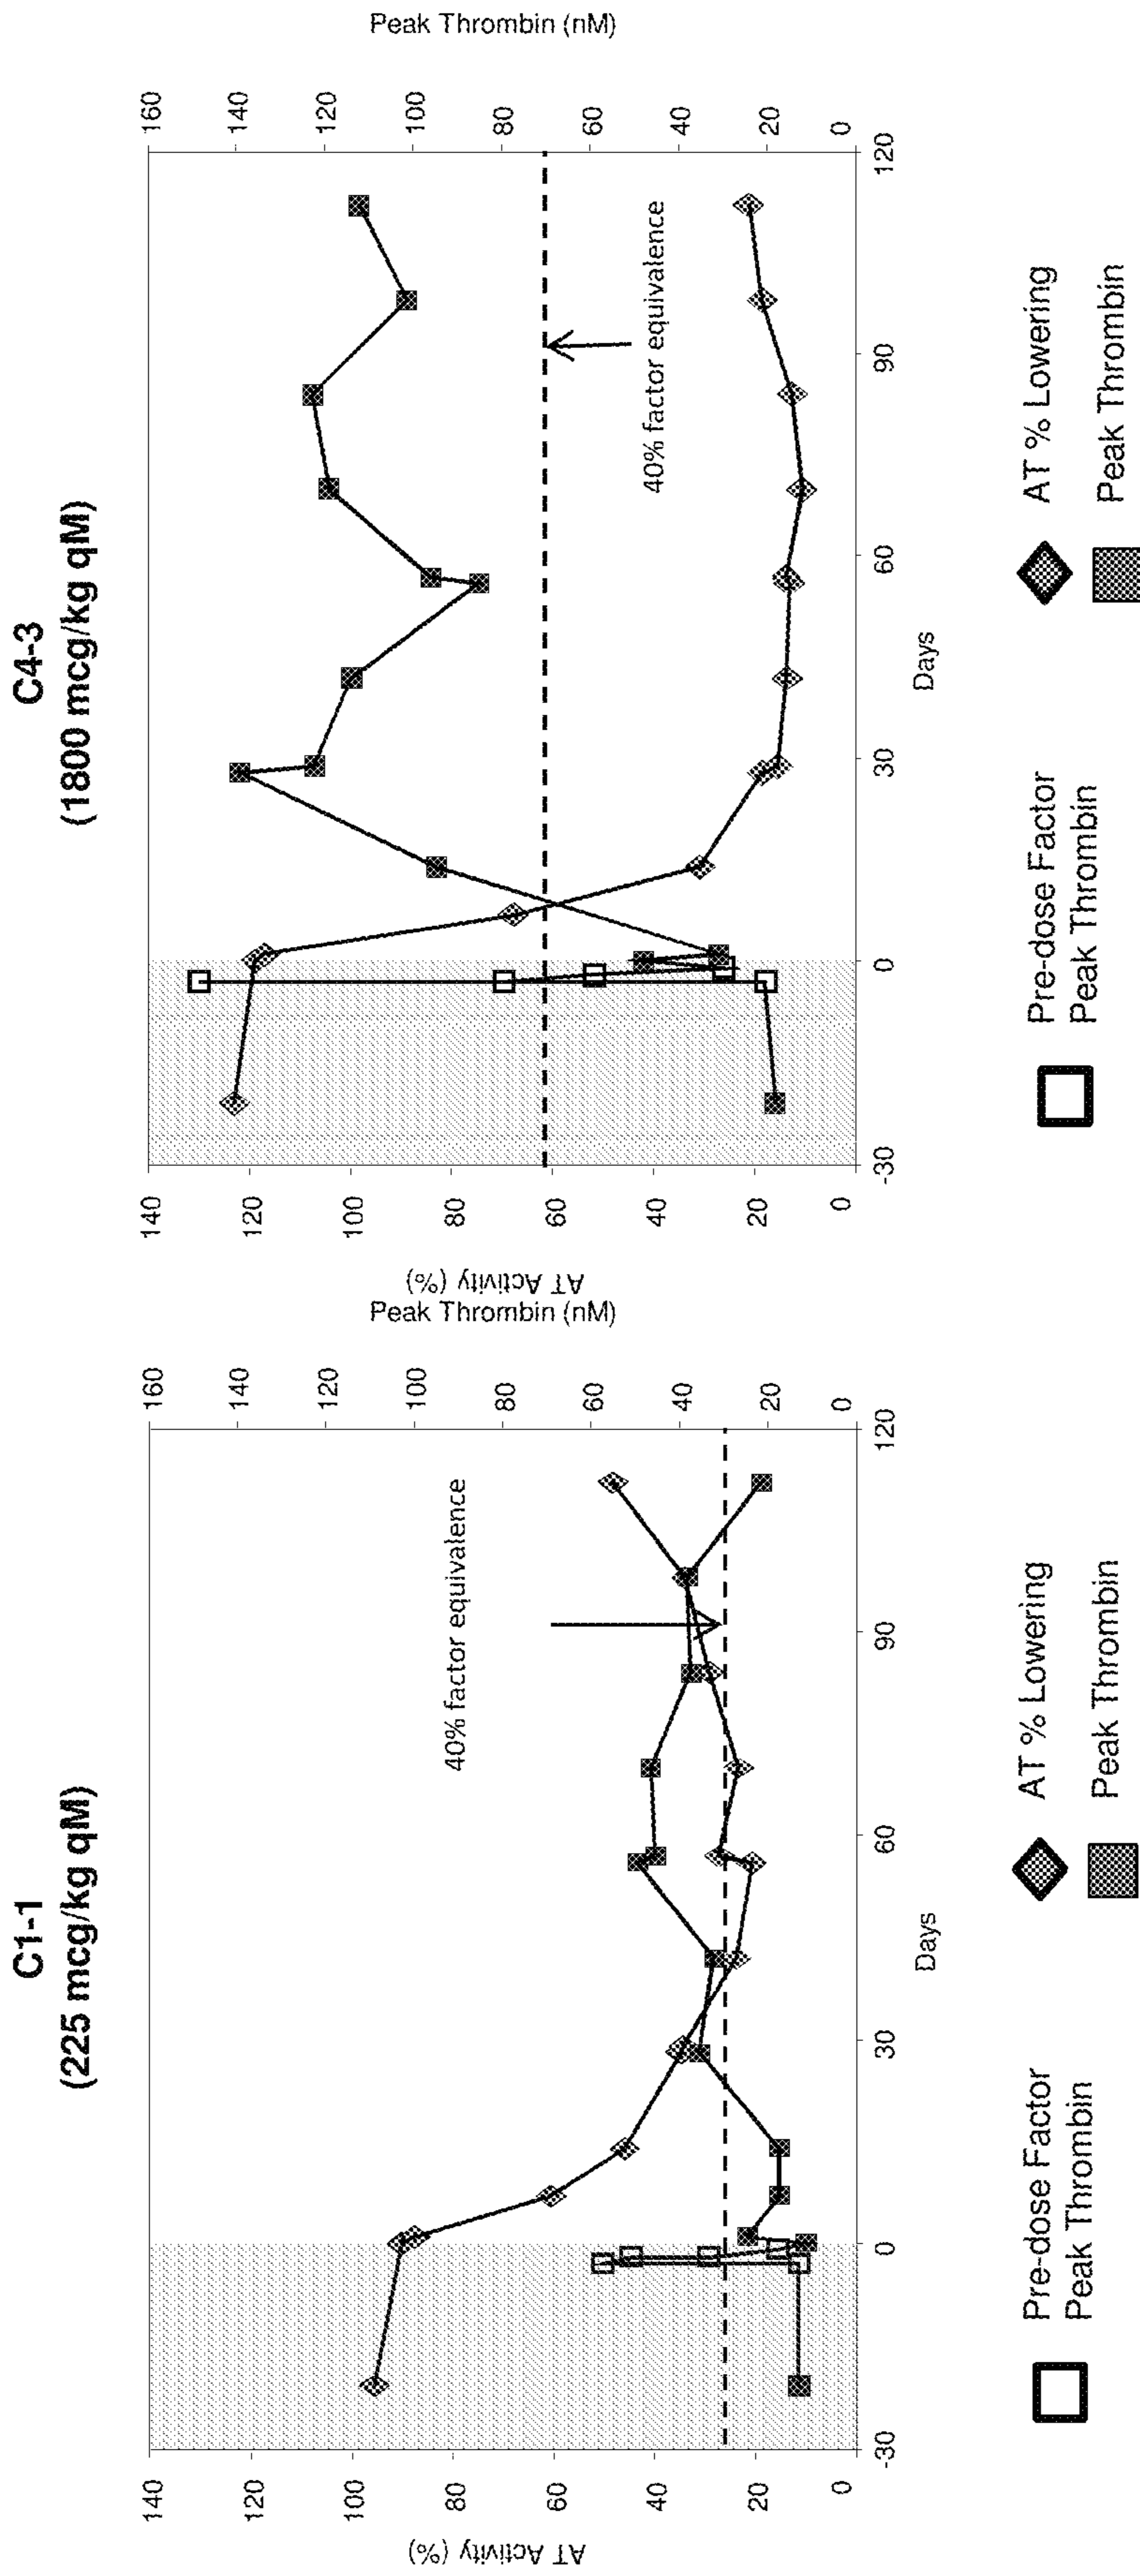 C1-1
(225 mcg/kg qM)
AT Activity (%)
140
120
100
80
60
40
20
0
Peak Thrombin (nM)
160
140
120
100
80
60
40
20
0
-30
0
30
60
90
120
Days
40% factor equivalence
Pre-dose Factor
Peak Thrombin
AT % Lowering
Peak Thrombin
C4-3
(1800 mcg/kg qM)
AT Activity (%)
140
120
100
80
60
40
20
0
Peak Thrombin (nM)
160
140
120
100
80
60
40
20
0
-30
0
30
60
90
120
Days
40% factor equivalence
Pre-dose Factor
Peak Thrombin
AT % Lowering
Peak Thrombin